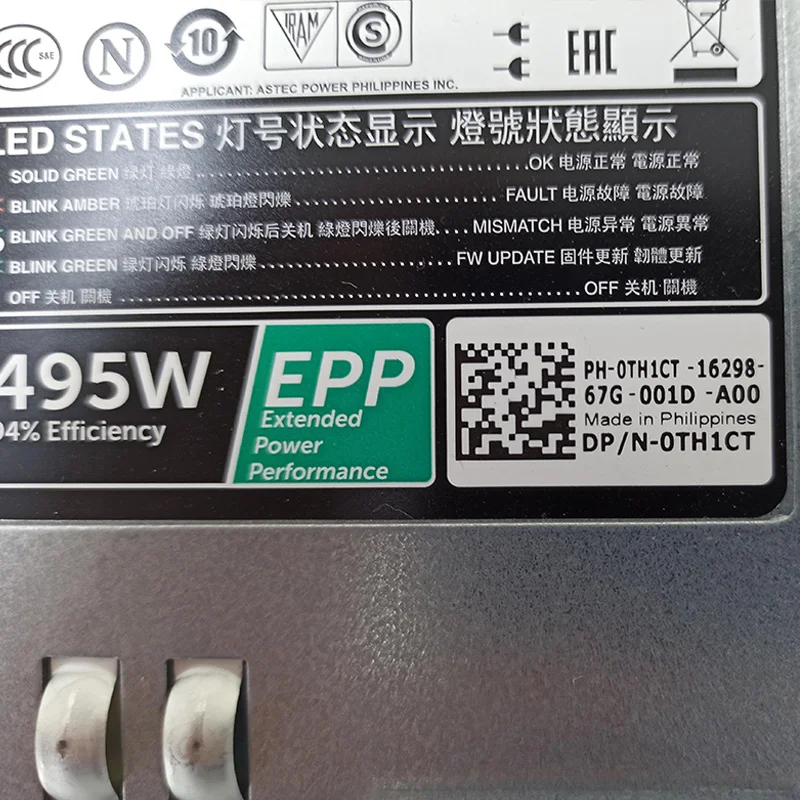 CCC S&E
N
10
IRAM
S
EAC
APPLICANT: ASTEC POWER PHILIPPINES INC.
LED STATES 灯号状态显示 燈號狀態顯示
SOLID GREEN 绿灯 綠燈 ........ OK 电源正常 電源正常
BLINK AMBER 琥珀灯闪烁 琥珀燈閃爍 ........ FAULT 电源故障 電源故障
BLINK GREEN AND OFF 绿灯闪烁后关机 綠燈閃爍後關機.... MISMATCH 电源异常 電源異常
BLINK GREEN 绿灯闪烁 綠燈閃爍 ........ FW UPDATE 固件更新 韌體更新
OFF 关机 關機 ........ OFF 关机 關機
495W
94% Efficiency
EPP
Extended
Power
Performance
PH-0TH1CT -16298-
67G-001D -A00
Made in Philippines
DP/N-0TH1CT